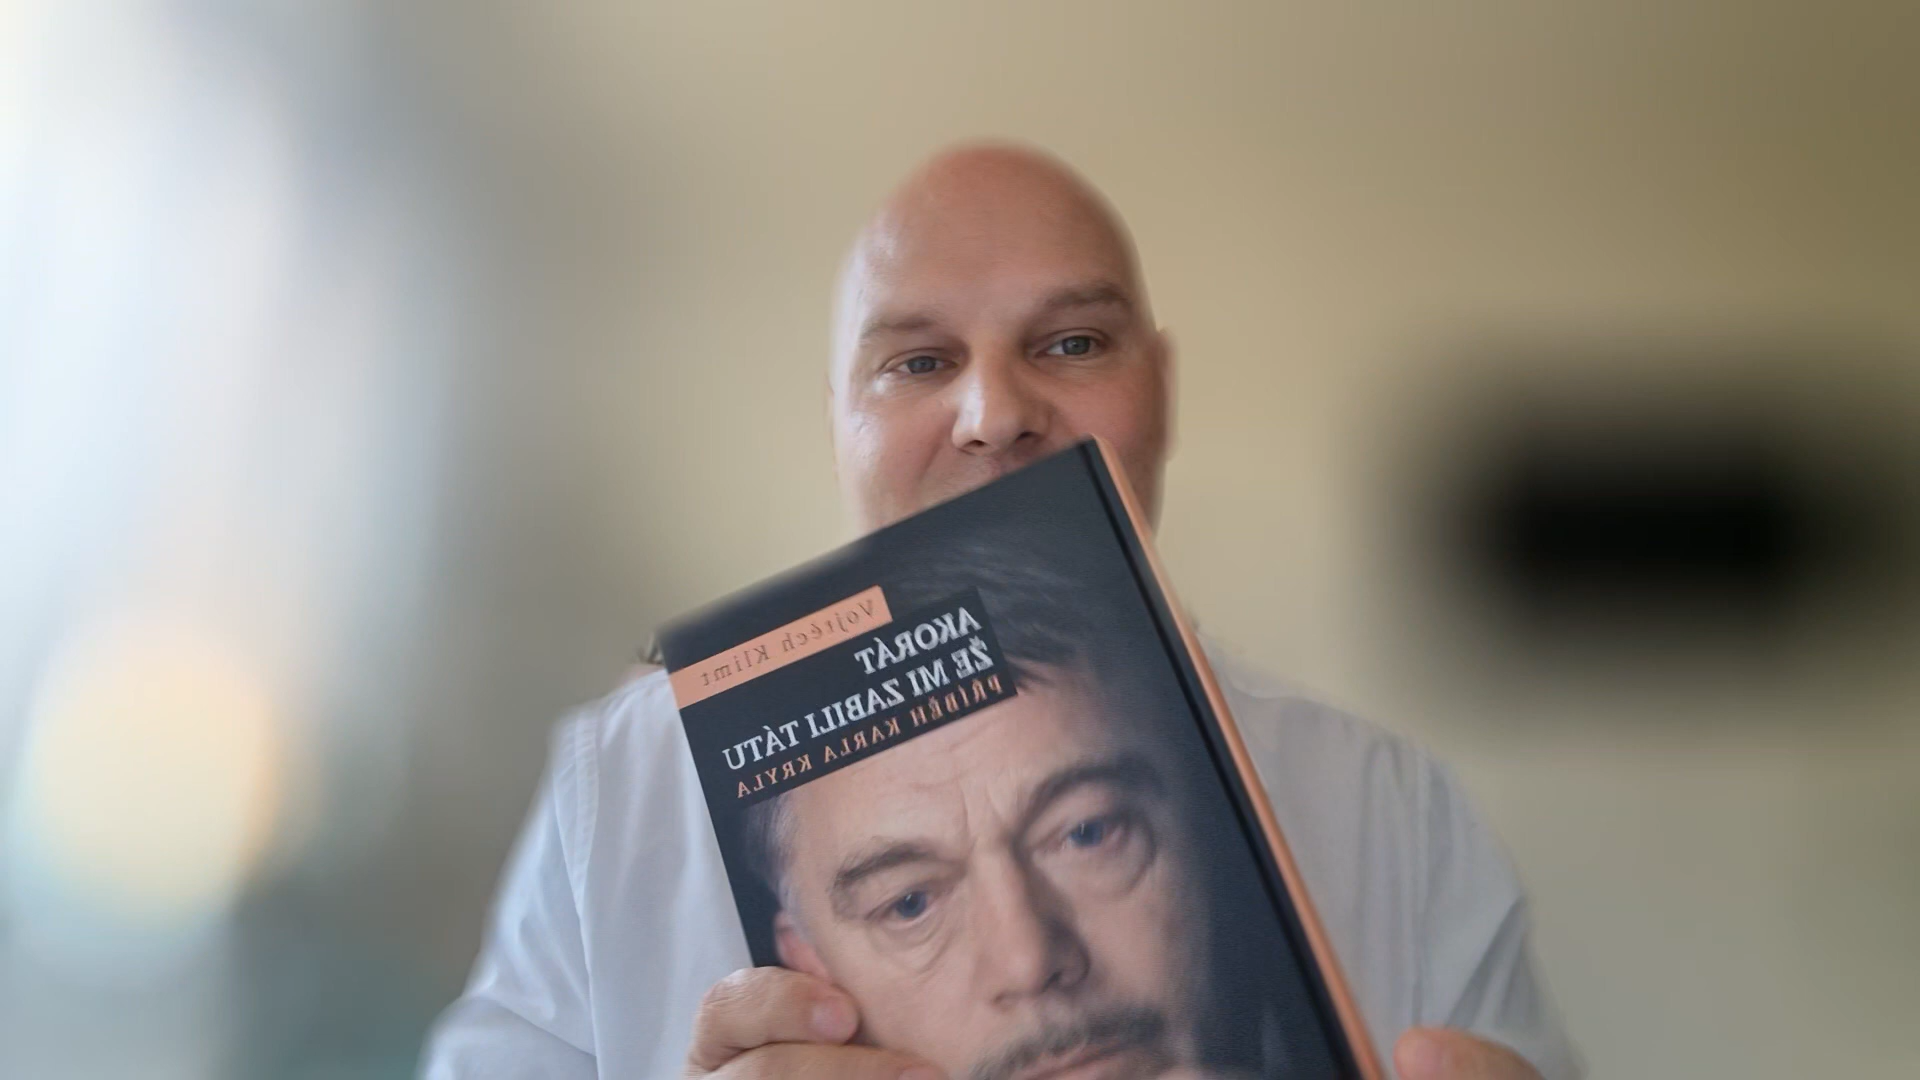 Vojtěch Klimt
AKORÁT
ŽE MI ZABILI TÁTU
PŘÍBĚH KARLA KRYLA